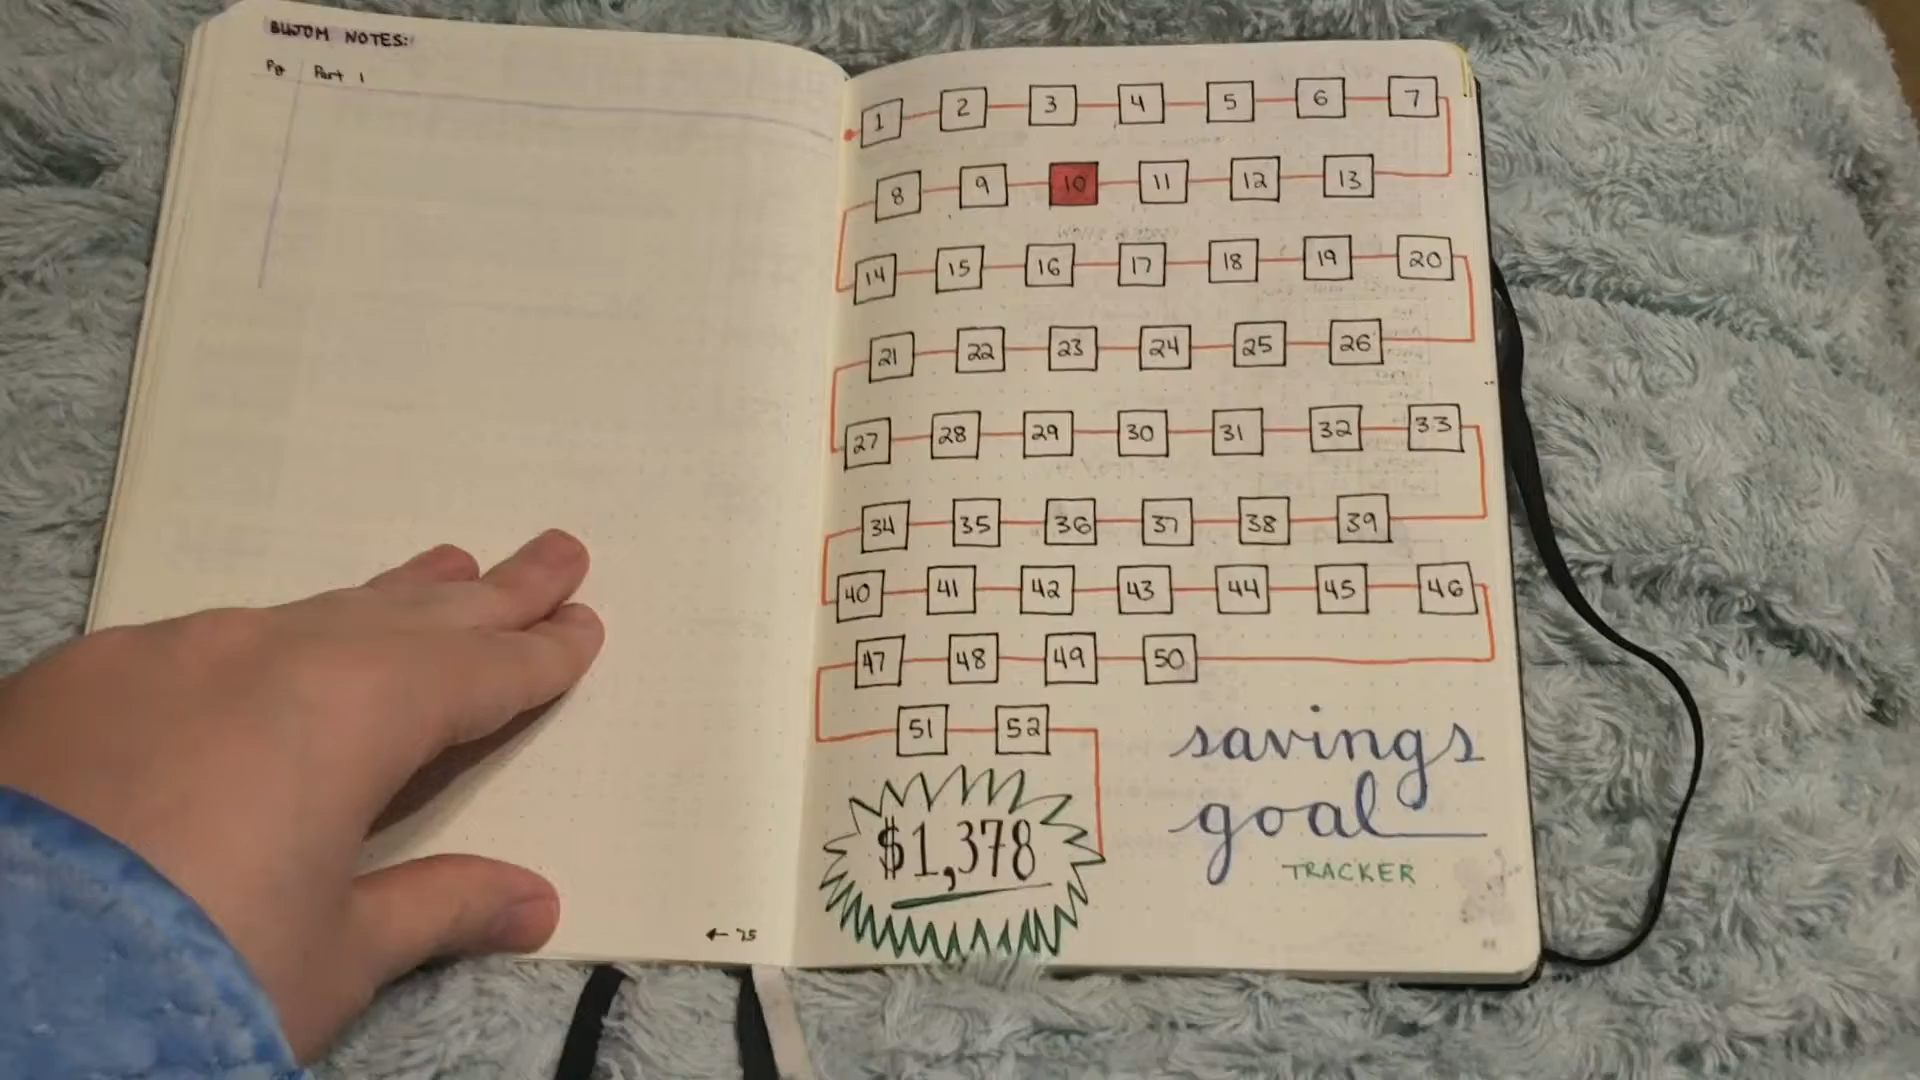 BUJOM NOTES:
Pg Part 1
← 75
1 2 3 4 5 6 7
8 9 10 11 12 13
14 15 16 17 18 19 20
21 22 23 24 25 26
27 28 29 30 31 32 33
34 35 36 37 38 39
40 41 42 43 44 45 46
47 48 49 50
51 52
$1,378
savings
goal
TRACKER